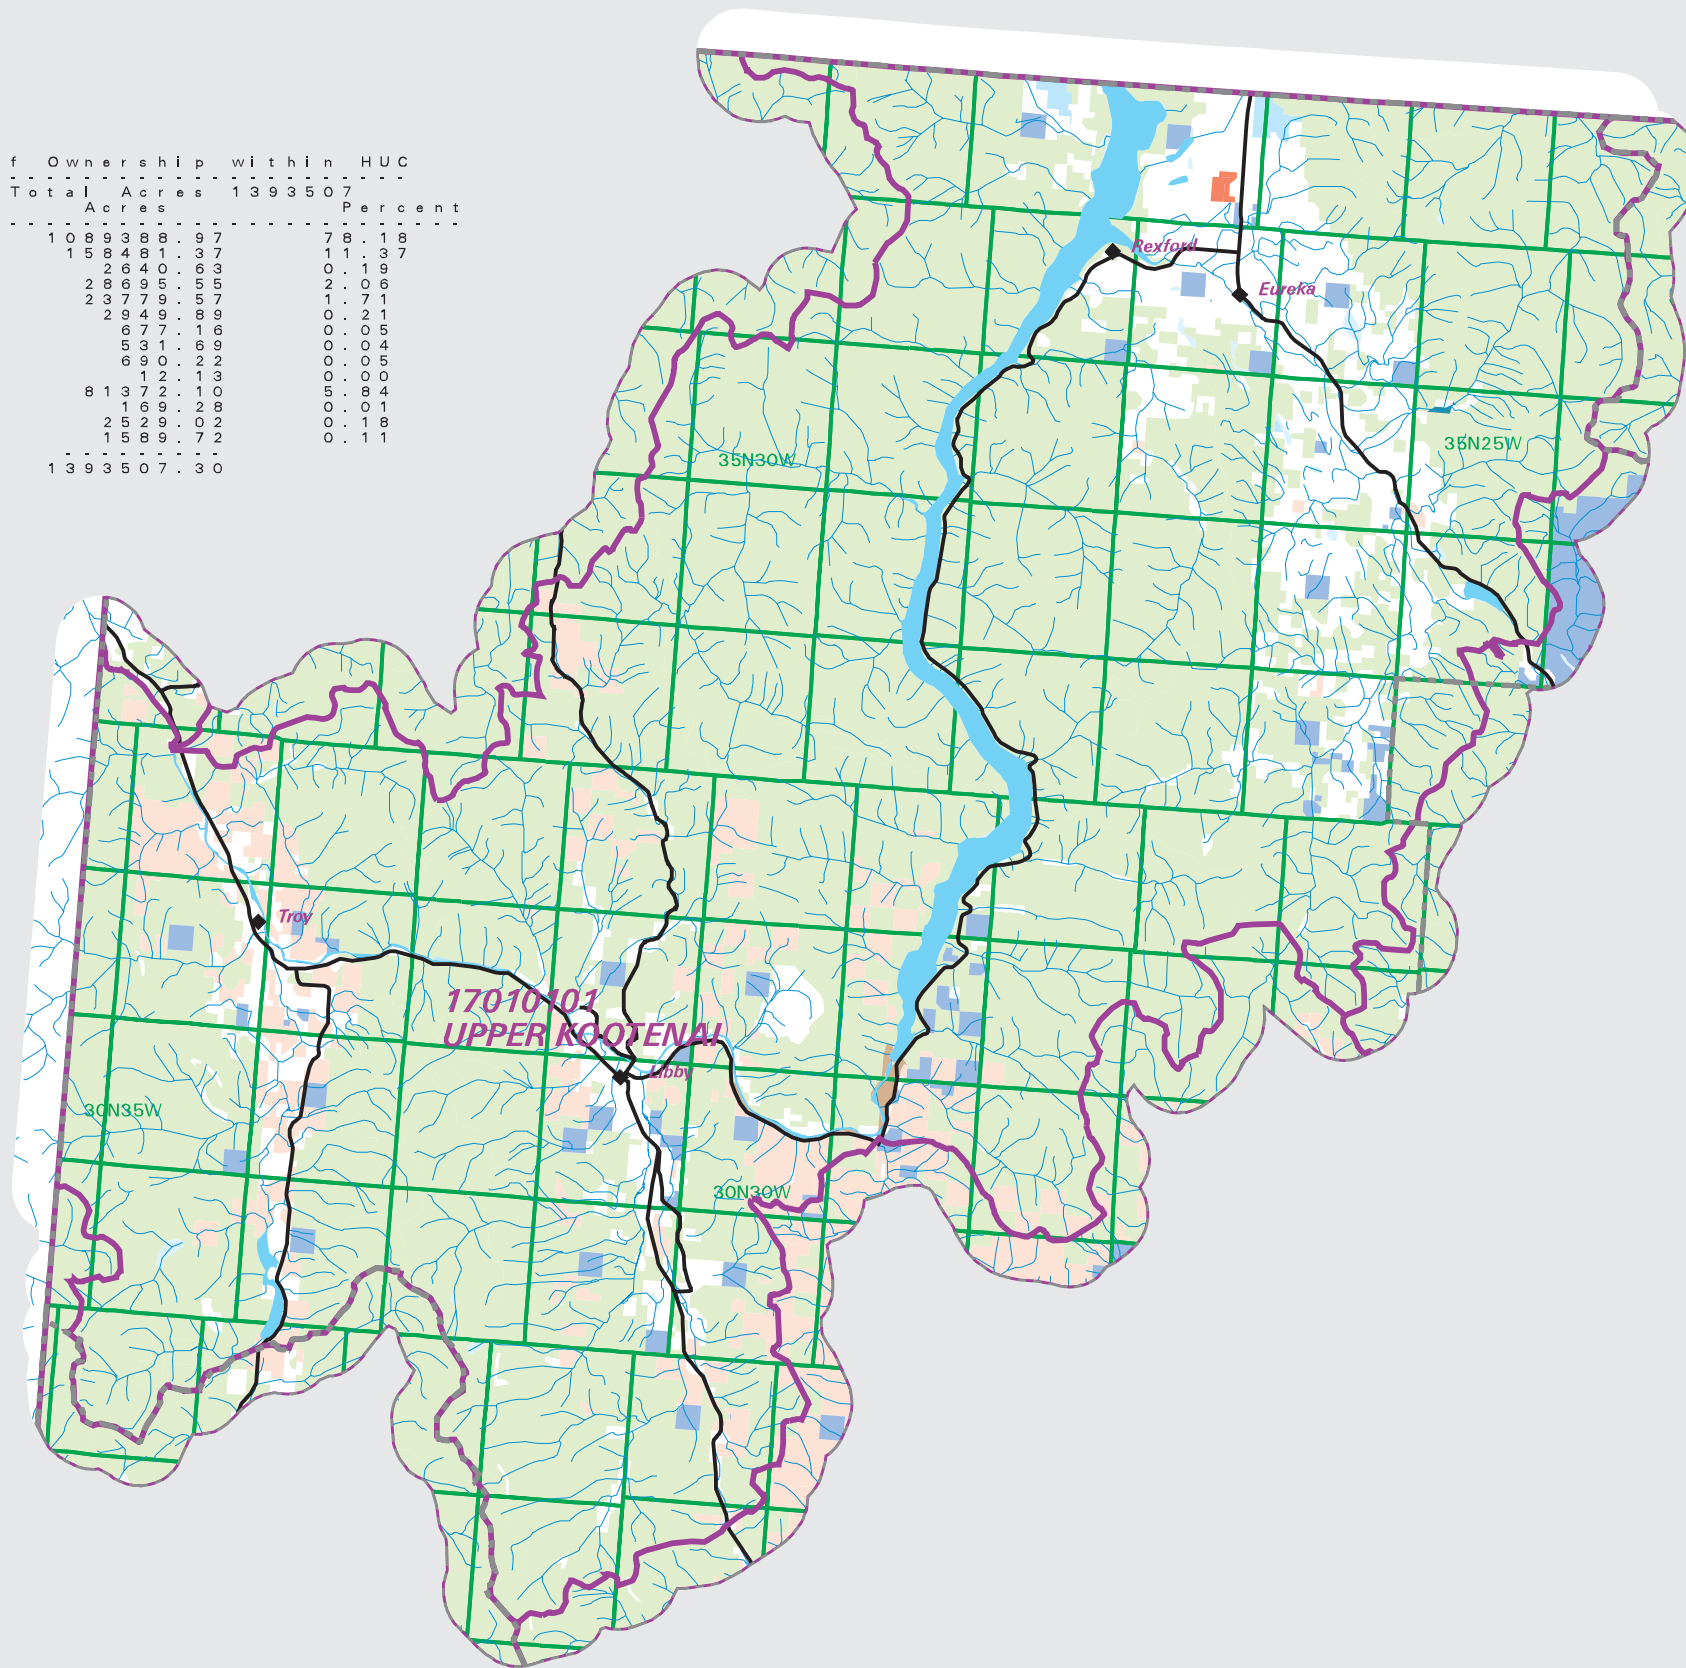 f Ownership within HUC
- - - - - - - - - - - - - - - - - - - - - -
Total Acres 1393507
Acres Percent
- - - - - - - - - - - - - - - - - - - - - - - - -
1089388.97 78.18
158481.37 11.37
2640.63 0.19
28695.55 2.06
23779.57 1.71
2949.89 0.21
677.16 0.05
531.69 0.04
690.22 0.05
12.13 0.00
81372.10 5.84
169.28 0.01
2529.02 0.18
1589.72 0.11
- - - - - - - - -
1393507.30
Rexford
Eureka
35N30W
35N25W
Troy
17010101
UPPER KOOTENAI
Libby
30N35W
30N30W